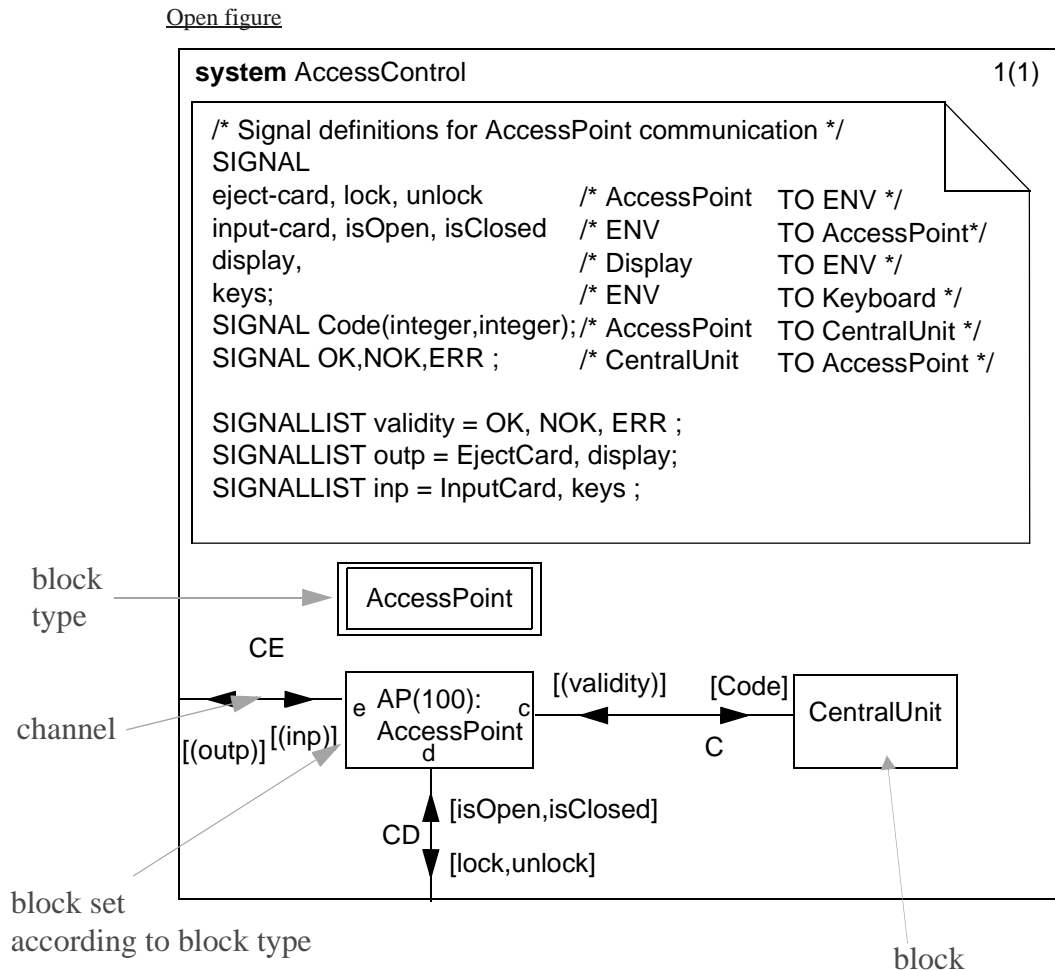 Open figure
system AccessControl 1(1)
/* Signal definitions for AccessPoint communication */
SIGNAL
eject-card, lock, unlock /* AccessPoint TO ENV */
input-card, isOpen, isClosed /* ENV TO AccessPoint*/
display, /* Display TO ENV */
keys; /* ENV TO Keyboard */
SIGNAL Code(integer,integer); /* AccessPoint TO CentralUnit */
SIGNAL OK,NOK,ERR ; /* CentralUnit TO AccessPoint */
SIGNALLIST validity = OK, NOK, ERR ;
SIGNALLIST outp = EjectCard, display;
SIGNALLIST inp = InputCard, keys ;
block
type
AccessPoint
CE
channel
[(outp)]
[(inp)]
e
AP(100):
AccessPoint
c
d
[(validity)]
[Code]
C
CentralUnit
[isOpen,isClosed]
CD
[lock,unlock]
block set
according to block type
block